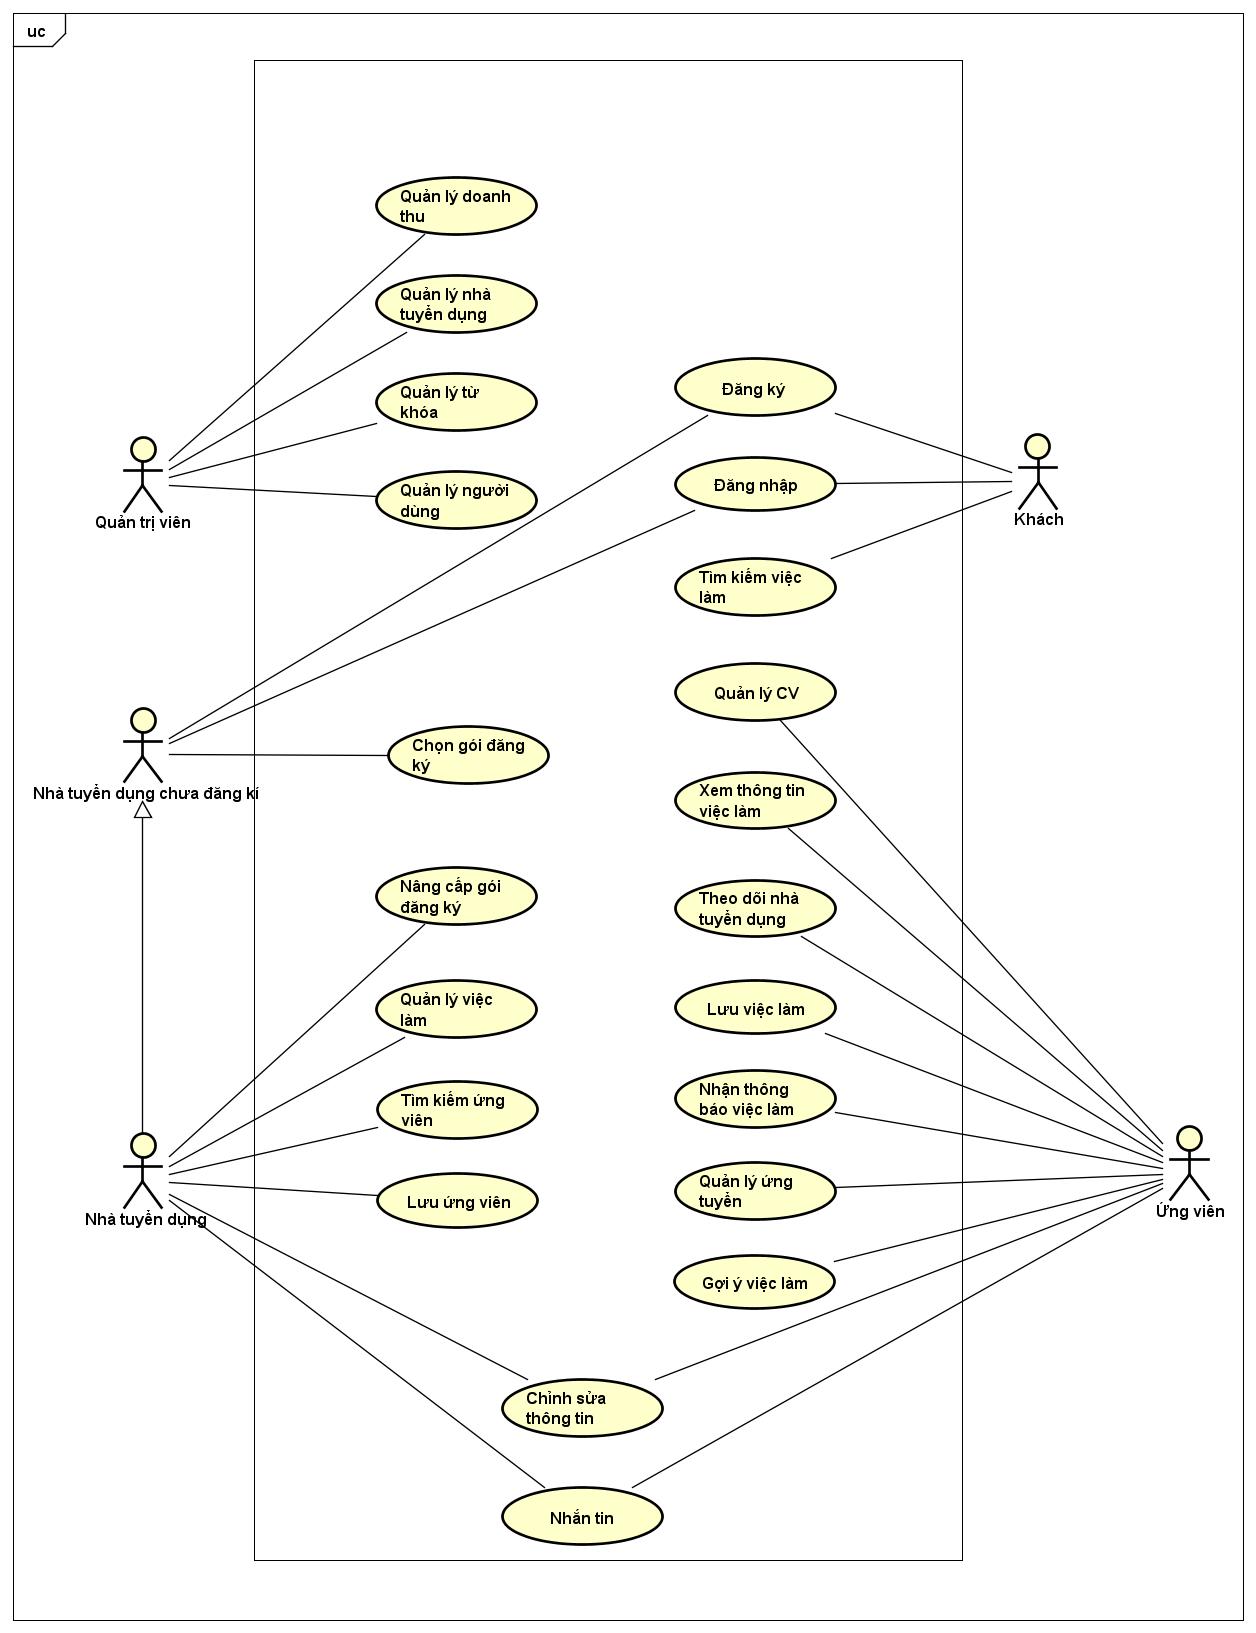 uc
Quản lý doanh
thu
Quản lý nhà
tuyển dụng
Quản lý từ
khóa
Quản lý người
dùng
Quản trị viên
Đăng ký
Đăng nhập
Tìm kiếm việc
làm
Khách
Nhà tuyển dụng chưa đăng kí
Chọn gói đăng
ký
Quản lý CV
Xem thông tin
việc làm
Theo dõi nhà
tuyển dụng
Lưu việc làm
Nhận thông
báo việc làm
Quản lý ứng
tuyển
Gợi ý việc làm
Ứng viên
Nâng cấp gói
đăng ký
Quản lý việc
làm
Tìm kiếm ứng
viên
Lưu ứng viên
Nhà tuyển dụng
Chỉnh sửa
thông tin
Nhắn tin